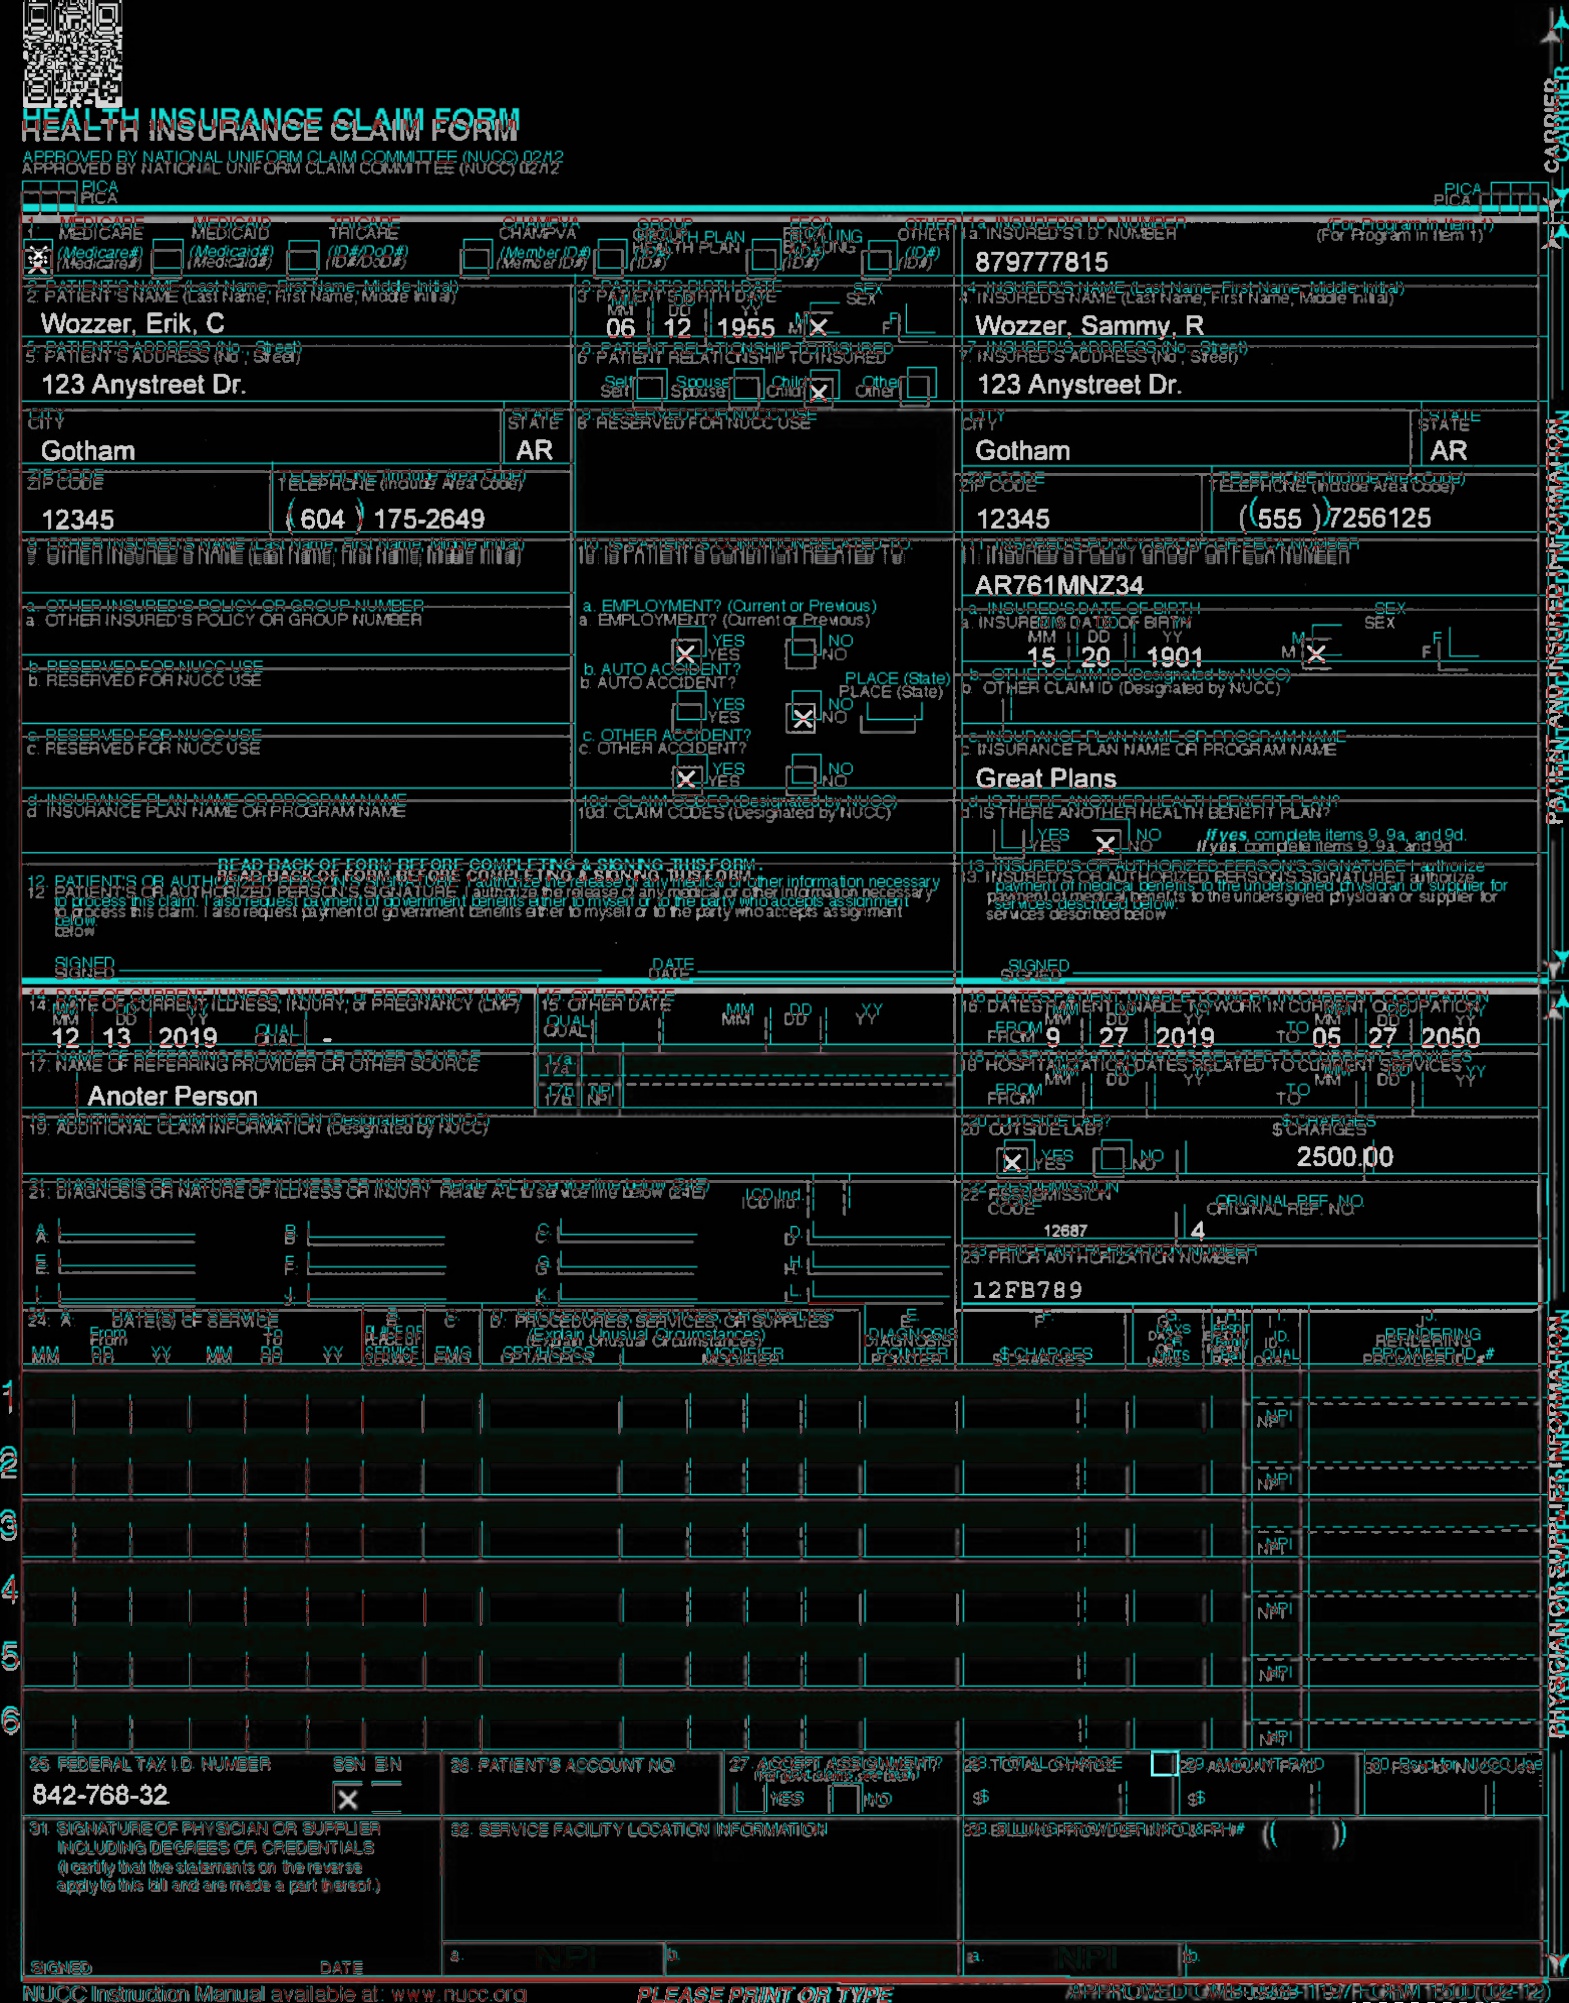 HEALTH INSURANCE CLAIM FORM
APPROVED BY NATIONAL UNIFORM CLAIM COMMITTEE (NUCC) 02/12
PICA PICA
CARRIER
1. MEDICARE MEDICAID TRICARE CHAMPVA GROUP HEALTH PLAN FECA BLK LUNG OTHER 1a. INSURED'S I.D. NUMBER (For Program in Item 1)
(Medicare#) (Medicaid#) (ID#/DoD#) (Member ID#) (ID#) (ID#) (ID#)
879777815
2. PATIENT'S NAME (Last Name, First Name, Middle Initial) 3. PATIENT'S BIRTH DATE SEX 4. INSURED'S NAME (Last Name, First Name, Middle Initial)
MM DD YY
Wozzer, Erik, C 06 12 1955 M X F Wozzer, Sammy, R
5. PATIENT'S ADDRESS (No., Street) 6. PATIENT RELATIONSHIP TO INSURED 7. INSURED'S ADDRESS (No., Street)
123 Anystreet Dr. Self Spouse Child X Other 123 Anystreet Dr.
CITY STATE 8. RESERVED FOR NUCC USE CITY STATE
Gotham AR Gotham AR
ZIP CODE TELEPHONE (Include Area Code) ZIP CODE TELEPHONE (Include Area Code)
12345 (604) 175-2649 12345 (555) 7256125
9. OTHER INSURED'S NAME (Last Name, First Name, Middle Initial) 10. IS PATIENT'S CONDITION RELATED TO: 11. INSURED'S POLICY GROUP OR FECA NUMBER
AR761MNZ34
a. OTHER INSURED'S POLICY OR GROUP NUMBER a. EMPLOYMENT? (Current or Previous) a. INSURED'S DATE OF BIRTH SEX
MM DD YY
X YES NO 15 20 1901 M X F
b. RESERVED FOR NUCC USE b. AUTO ACCIDENT? PLACE (State) b. OTHER CLAIM ID (Designated by NUCC)
YES X NO
c. RESERVED FOR NUCC USE c. OTHER ACCIDENT? c. INSURANCE PLAN NAME OR PROGRAM NAME
X YES NO Great Plans
d. INSURANCE PLAN NAME OR PROGRAM NAME 10d. CLAIM CODES (Designated by NUCC) d. IS THERE ANOTHER HEALTH BENEFIT PLAN?
YES X NO If yes, complete items 9, 9a, and 9d.
READ BACK OF FORM BEFORE COMPLETING & SIGNING THIS FORM.
12. PATIENT'S OR AUTHORIZED PERSON'S SIGNATURE I authorize the release of any medical or other information necessary
to process this claim. I also request payment of government benefits either to myself or to the party who accepts assignment
below.
13. INSURED'S OR AUTHORIZED PERSON'S SIGNATURE I authorize
payment of medical benefits to the undersigned physician or supplier for
services described below.
SIGNED DATE SIGNED
PATIENT AND INSURED INFORMATION
14. DATE OF CURRENT ILLNESS, INJURY, or PREGNANCY (LMP) 15. OTHER DATE 16. DATES PATIENT UNABLE TO WORK IN CURRENT OCCUPATION
MM DD YY QUAL. QUAL. MM DD YY MM DD YY MM DD YY
12 13 2019 - FROM 9 27 2019 TO 05 27 2050
17. NAME OF REFERRING PROVIDER OR OTHER SOURCE 17a. 18. HOSPITALIZATION DATES RELATED TO CURRENT SERVICES
MM DD YY MM DD YY
Anoter Person 17b. NPI FROM TO
19. ADDITIONAL CLAIM INFORMATION (Designated by NUCC) 20. OUTSIDE LAB? $ CHARGES
X YES NO 2500.00
21. DIAGNOSIS OR NATURE OF ILLNESS OR INJURY Relate A-L to service line below (24E) ICD Ind. 22. RESUBMISSION CODE ORIGINAL REF. NO.
A. B. C. D. 12687 4
E. F. G. H. 23. PRIOR AUTHORIZATION NUMBER
I. J. K. L. 12FB789
24. A. DATE(S) OF SERVICE B. C. D. PROCEDURES, SERVICES, OR SUPPLIES E. F. G. H. I. J.
From To PLACE OF SERVICE EMG (Explain Unusual Circumstances) DIAGNOSIS POINTER $ CHARGES DAYS OR UNITS ID. QUAL. RENDERING PROVIDER ID. #
MM DD YY MM DD YY CPT/HCPCS MODIFIER
1 NPI
2 NPI
3 NPI
4 NPI
5 NPI
6 NPI
PHYSICIAN OR SUPPLIER INFORMATION
25. FEDERAL TAX I.D. NUMBER SSN EIN 26. PATIENT'S ACCOUNT NO. 27. ACCEPT ASSIGNMENT? 28. TOTAL CHARGE 29. AMOUNT PAID 30. Rsvd for NUCC Use
842-768-32 X YES NO $ $
31. SIGNATURE OF PHYSICIAN OR SUPPLIER
INCLUDING DEGREES OR CREDENTIALS
(I certify that the statements on the reverse
apply to this bill and are made a part thereof.)
32. SERVICE FACILITY LOCATION INFORMATION 33. BILLING PROVIDER INFO & PH # ( )
SIGNED DATE a. NPI b. a. NPI b.
NUCC Instruction Manual available at: www.nucc.org PLEASE PRINT OR TYPE APPROVED OMB-0938-1197 FORM 1500 (02-12)